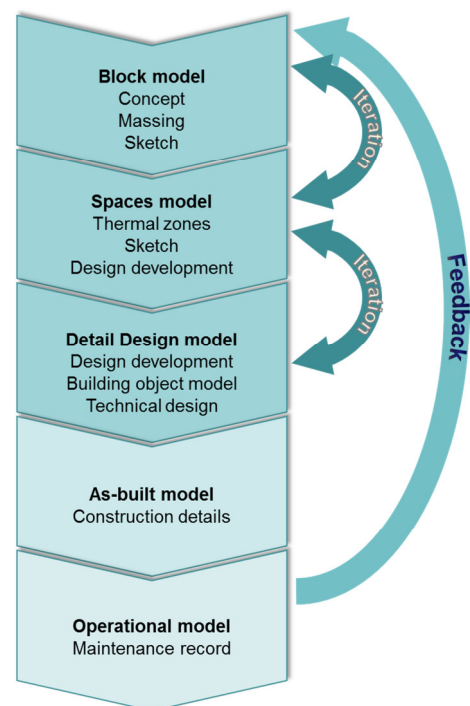 Block model
Concept
Massing
Sketch
Iteration
Spaces model
Thermal zones
Sketch
Design development
Iteration
Detail Design model
Design development
Building object model
Technical design
As-built model
Construction details
Operational model
Maintenance record
Feedback